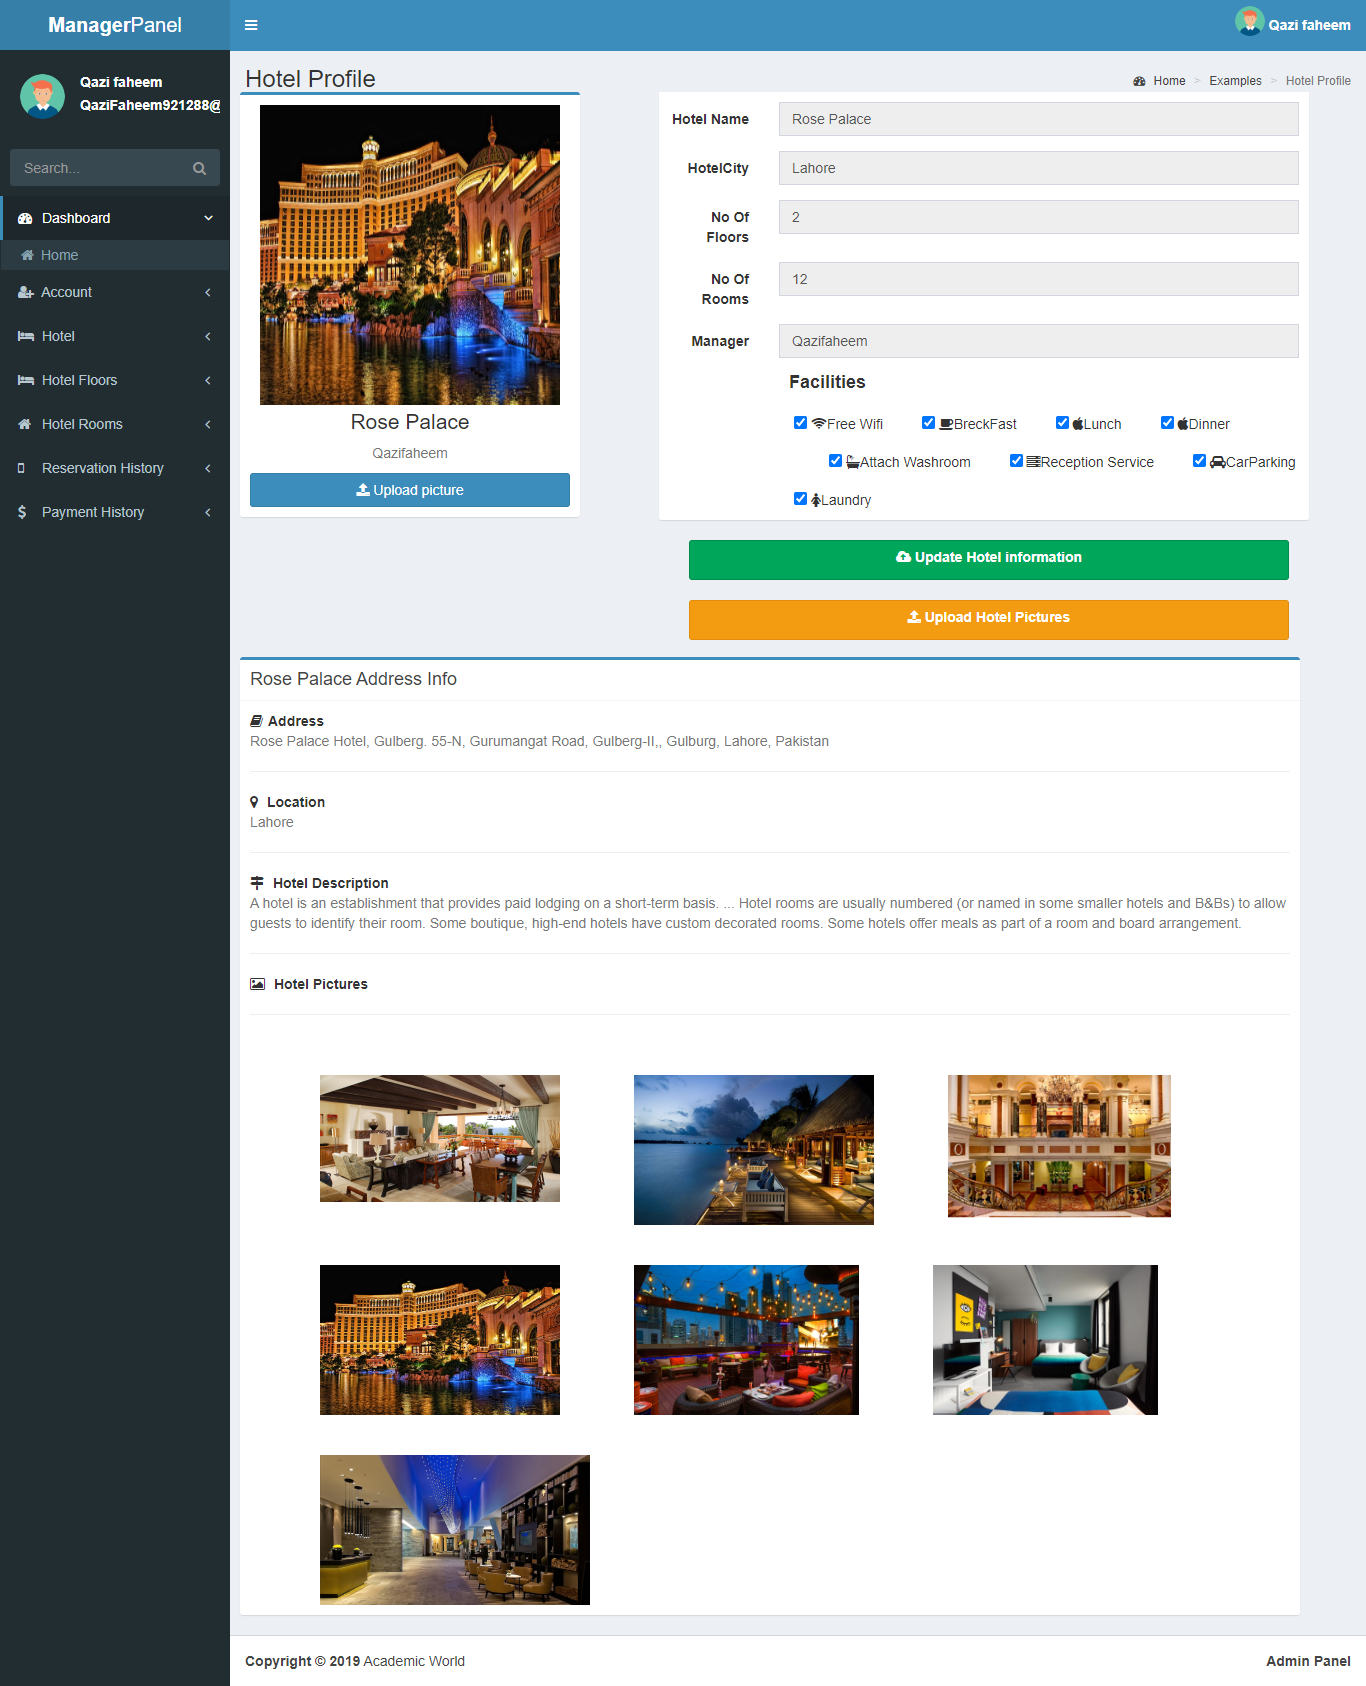 ManagerPanel
Qazi faheem
Qazi faheem
QaziFaheem921288@
Search...
Dashboard
Home
Account
Hotel
Hotel Floors
Hotel Rooms
Reservation History
Payment History
Hotel Profile
Home > Examples > Hotel Profile
Rose Palace
Qazifaheem
Upload picture
Hotel Name Rose Palace
HotelCity Lahore
No Of Floors 2
No Of Rooms 12
Manager Qazifaheem
Facilities
Free Wifi BreckFast Lunch Dinner
Attach Washroom Reception Service CarParking
Laundry
Update Hotel information
Upload Hotel Pictures
Rose Palace Address Info
Address
Rose Palace Hotel, Gulberg. 55-N, Gurumangat Road, Gulberg-II,, Gulburg, Lahore, Pakistan
Location
Lahore
Hotel Description
A hotel is an establishment that provides paid lodging on a short-term basis. ... Hotel rooms are usually numbered (or named in some smaller hotels and B&Bs) to allow
guests to identify their room. Some boutique, high-end hotels have custom decorated rooms. Some hotels offer meals as part of a room and board arrangement.
Hotel Pictures
Copyright © 2019 Academic World
Admin Panel